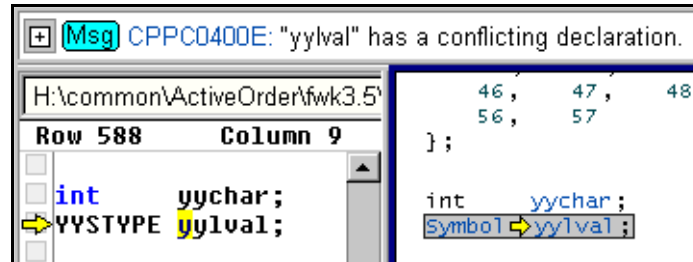 Msg CPPC0400E: "yylval" has a conflicting declaration.
H:\common\ActiveOrder\fwk3.5\
Row 588 Column 9
int yychar;
YYSTYPE yylval;
46, 47, 48
56, 57
};
int yychar;
Symbol yylval;